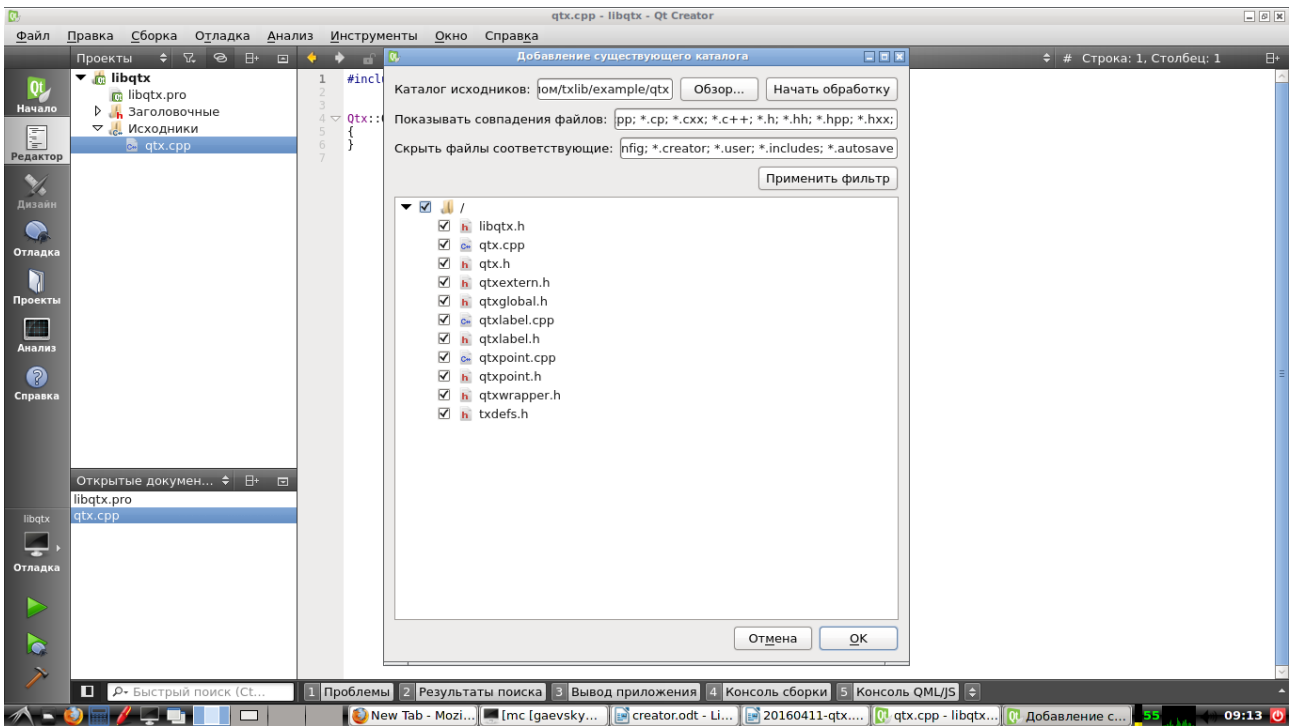 qtx.cpp - libqtx - Qt Creator
Файл Правка Сборка Отладка Анализ Инструменты Окно Справка
Проекты
# Строка: 1, Столбец: 1
Начало
Редактор
Дизайн
Отладка
Проекты
Анализ
Справка
libqtx
Отладка
libqtx
libqtx.pro
Заголовочные
Исходники
qtx.cpp
Открытые докумен...
libqtx.pro
qtx.cpp
1 #incl
2
3
4 Qtx::
5 {
6 }
7
Добавление существующего каталога
Каталог исходников: ом/txlib/example/qtx Обзор... Начать обработку
Показывать совпадения файлов: pp; *.cp; *.cxx; *.c++; *.h; *.hh; *.hpp; *.hxx;
Скрыть файлы соответствующие: nfig; *.creator; *.user; *.includes; *.autosave
Применить фильтр
/
libqtx.h
qtx.cpp
qtx.h
qtxextern.h
qtxglobal.h
qtxlabel.cpp
qtxlabel.h
qtxpoint.cpp
qtxpoint.h
qtxwrapper.h
txdefs.h
Отмена OK
Быстрый поиск (Ct...
1 Проблемы 2 Результаты поиска 3 Вывод приложения 4 Консоль сборки 5 Консоль QML/JS
New Tab - Mozi... [mc [gaevsky... creator.odt - Li... 20160411-qtx.... qtx.cpp - libqtx... Добавление с... 55 09:13